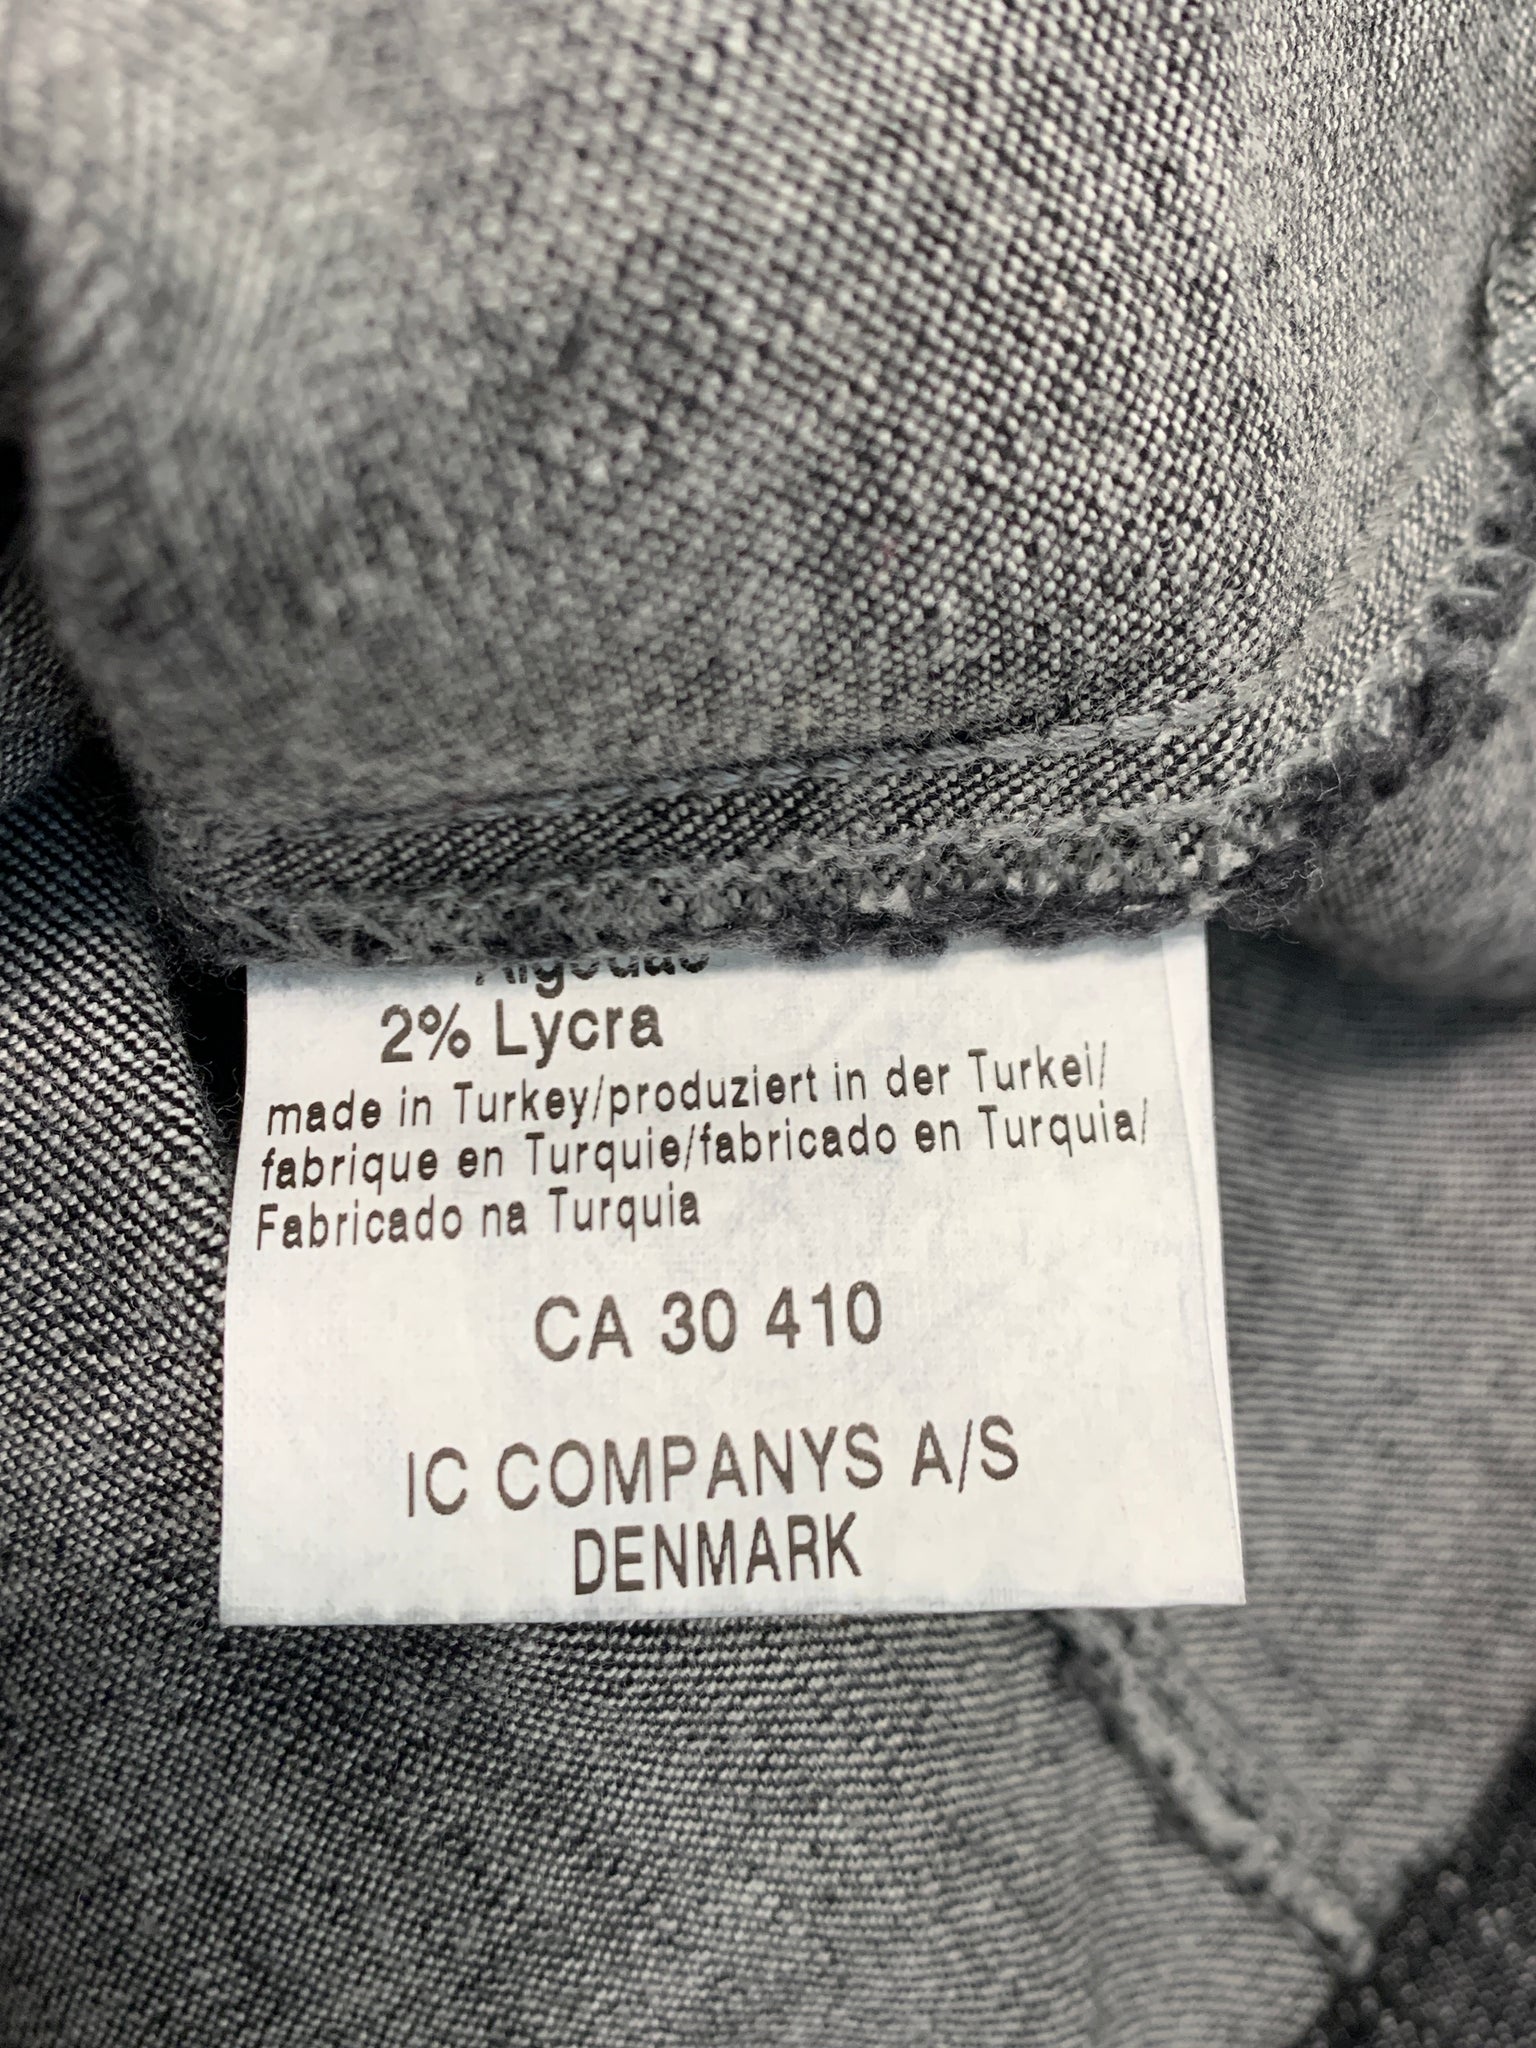 Algodão
2% Lycra
made in Turkey/produziert in der Turkei/
fabrique en Turquie/fabricado en Turquia/
Fabricado na Turquia
CA 30 410
IC COMPANYS A/S
DENMARK